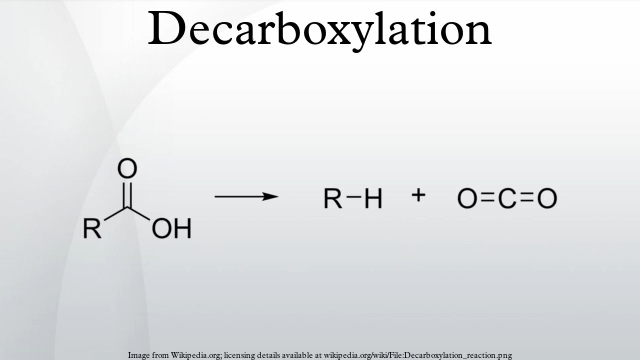 Decarboxylation
O
R OH R–H + O=C=O
Image from Wikipedia.org; licensing details available at wikipedia.org/wiki/File:Decarboxylation_reaction.png